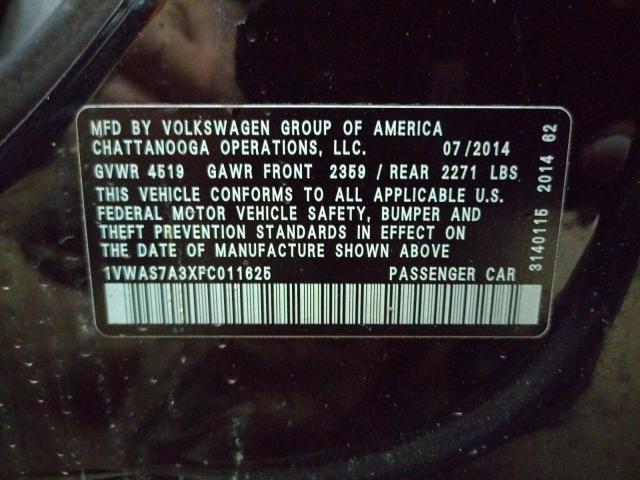 MFD BY VOLKSWAGEN GROUP OF AMERICA
CHATTANOOGA OPERATIONS, LLC. 07/2014
GVWR 4519 GAWR FRONT 2359 / REAR 2271 LBS
THIS VEHICLE CONFORMS TO ALL APPLICABLE U.S.
FEDERAL MOTOR VEHICLE SAFETY, BUMPER AND
THEFT PREVENTION STANDARDS IN EFFECT ON
THE DATE OF MANUFACTURE SHOWN ABOVE
1VWAS7A3XFC011625 PASSENGER CAR
3140115 2014 62